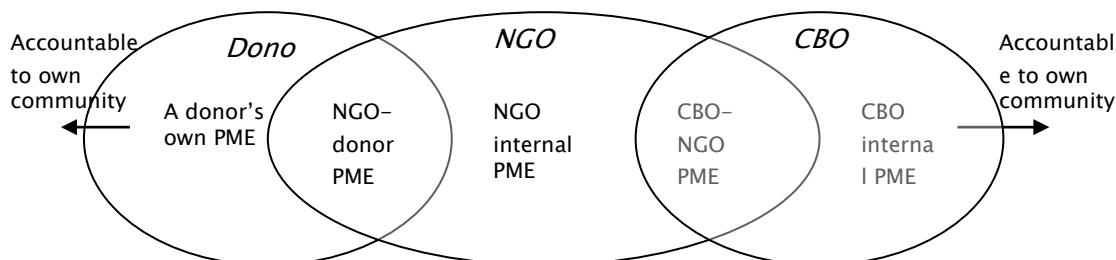 Accountable
to own
community
Dono
A donor's
own PME
NGO-
donor
PME
NGO
NGO
internal
PME
CBO-
NGO
PME
CBO
CBO
interna
l PME
Accountabl
e to own
community